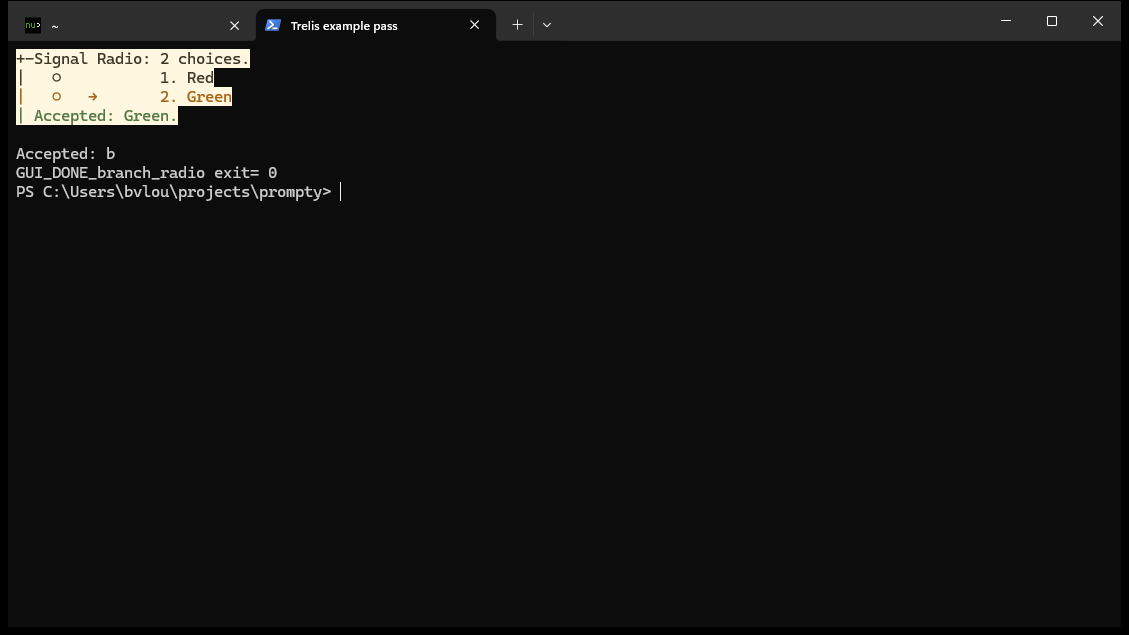 nu>
~
Trelis example pass
+-Signal Radio: 2 choices.
|   ○           1. Red
|   ○   →       2. Green
| Accepted: Green.
Accepted: b
GUI_DONE_branch_radio exit= 0
PS C:\Users\bvlou\projects\prompty>